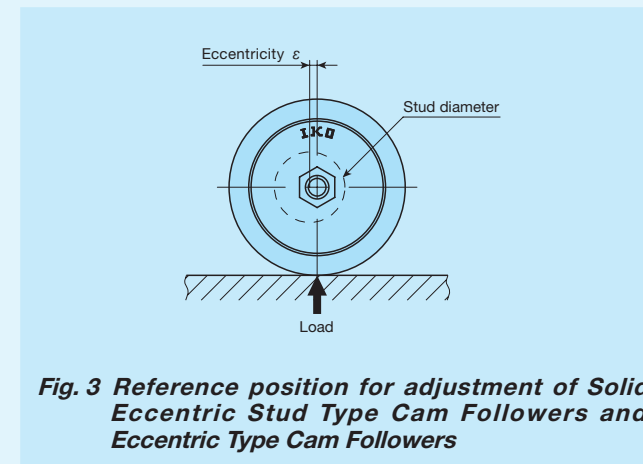 Eccentricity ε
Stud diameter
IKO
Load
Fig. 3 Reference position for adjustment of Solid
Eccentric Stud Type Cam Followers and
Eccentric Type Cam Followers